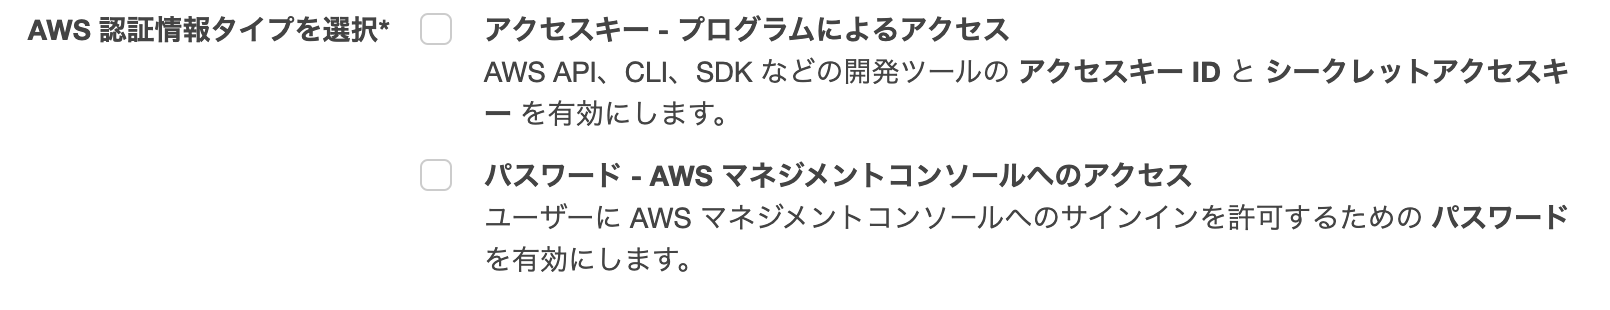 AWS 認証情報タイプを選択*
アクセスキー - プログラムによるアクセス
AWS API、CLI、SDK などの開発ツールの アクセスキー ID と シークレットアクセスキ
ー を有効にします。
パスワード - AWS マネジメントコンソールへのアクセス
ユーザーに AWS マネジメントコンソールへのサインインを許可するための パスワード
を有効にします。